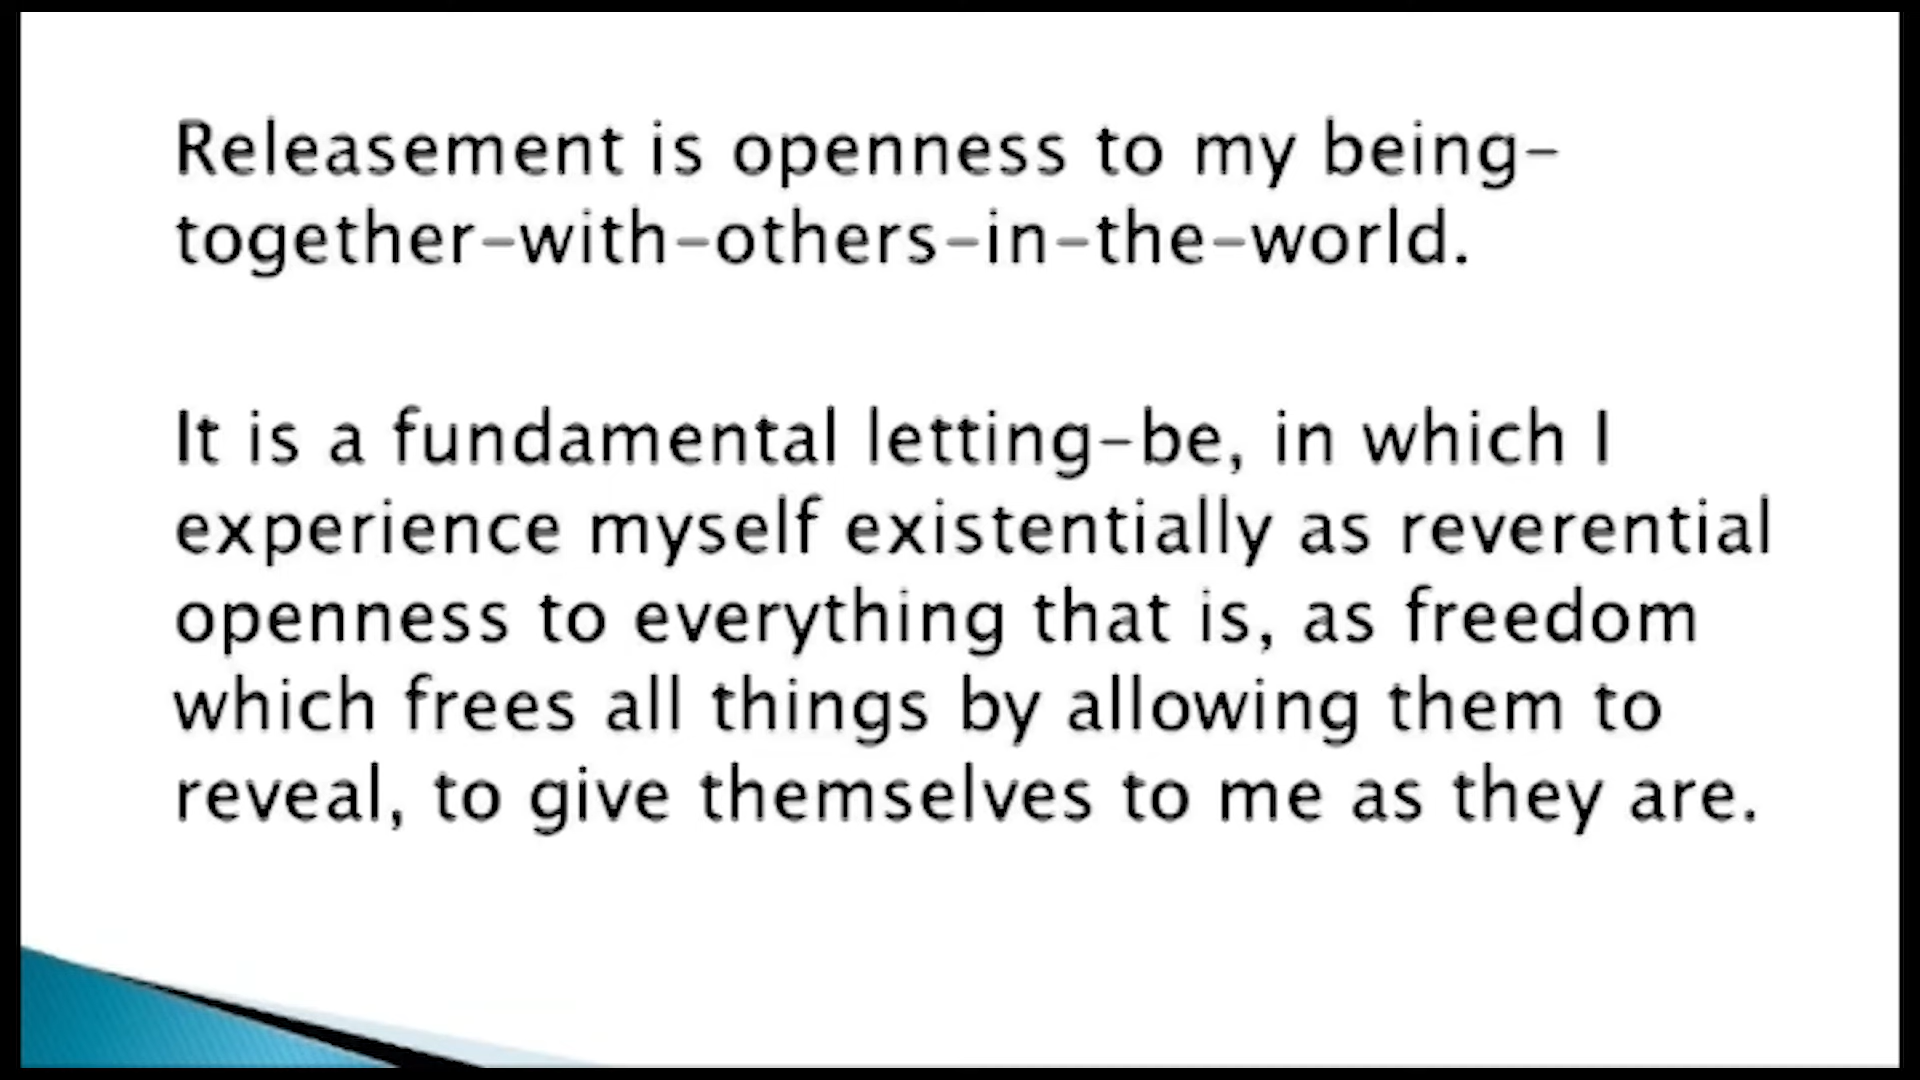 Releasement is openness to my being-
together-with-others-in-the-world.
It is a fundamental letting-be, in which I
experience myself existentially as reverential
openness to everything that is, as freedom
which frees all things by allowing them to
reveal, to give themselves to me as they are.